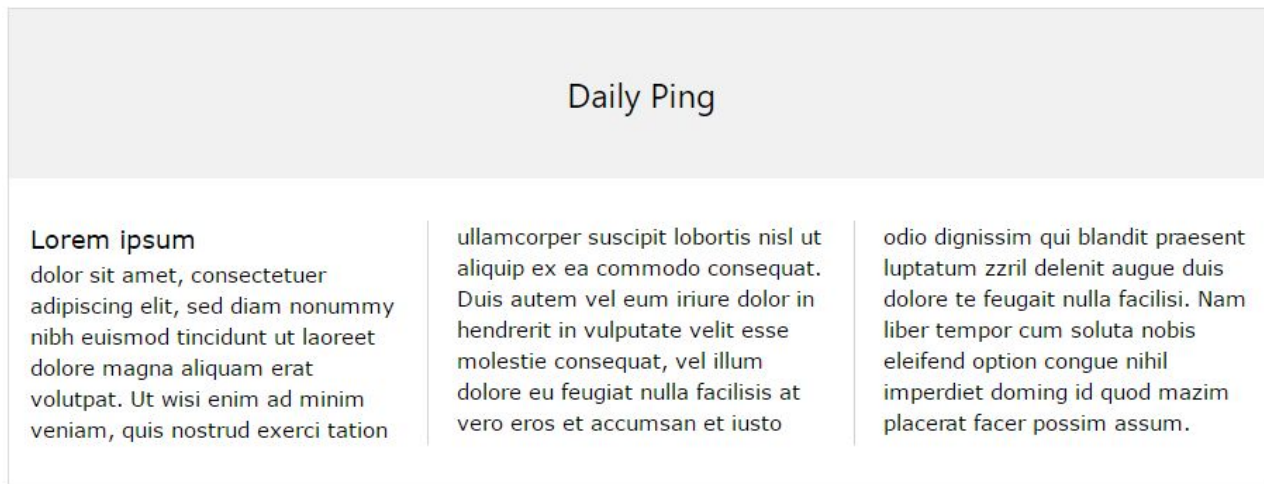 Daily Ping
Lorem ipsum
dolor sit amet, consectetuer
adipiscing elit, sed diam nonummy
nibh euismod tincidunt ut laoreet
dolore magna aliquam erat
volutpat. Ut wisi enim ad minim
veniam, quis nostrud exerci tation
ullamcorper suscipit lobortis nisl ut
aliquip ex ea commodo consequat.
Duis autem vel eum iriure dolor in
hendrerit in vulputate velit esse
molestie consequat, vel illum
dolore eu feugiat nulla facilisis at
vero eros et accumsan et iusto
odio dignissim qui blandit praesent
luptatum zzril delenit augue duis
dolore te feugait nulla facilisi. Nam
liber tempor cum soluta nobis
eleifend option congue nihil
imperdiet doming id quod mazim
placerat facer possim assum.